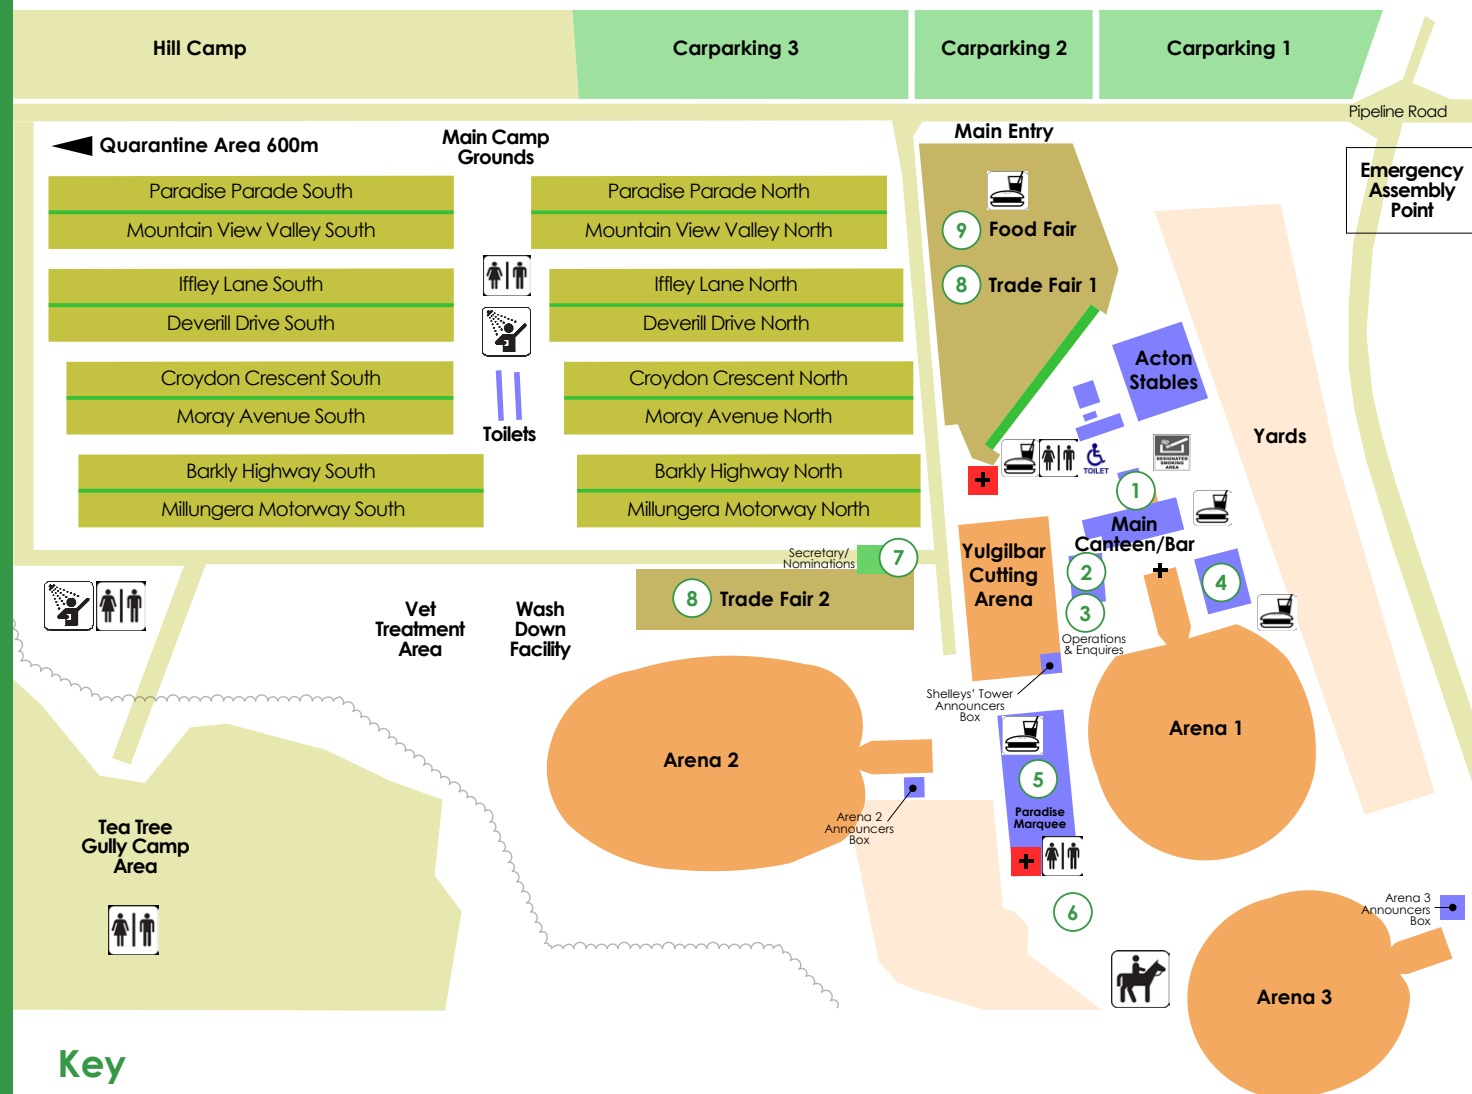 Hill Camp
Carparking 3
Carparking 2
Carparking 1
Pipeline Road
Quarantine Area 600m
Main Camp
Grounds
Main Entry
Emergency
Assembly
Point
Paradise Parade South
Mountain View Valley South
Paradise Parade North
Mountain View Valley North
9 Food Fair
8 Trade Fair 1
Iffley Lane South
Deverill Drive South
Iffley Lane North
Deverill Drive North
Acton
Stables
Croydon Crescent South
Moray Avenue South
Croydon Crescent North
Moray Avenue North
Toilets
Yards
TOILET
DESIGNATED
SMOKING
AREA
Barkly Highway South
Millungera Motorway South
Barkly Highway North
Millungera Motorway North
1
Main
Canteen/Bar
Yulgilbar
Cutting
Arena
2
3
Operations
& Enquires
4
Secretary/
Nominations
7
8 Trade Fair 2
Vet
Treatment
Area
Wash
Down
Facility
Shelleys' Tower
Announcers
Box
Arena 1
Arena 2
Arena 2
Announcers
Box
5
Paradise
Marquee
6
Tea Tree
Gully Camp
Area
Arena 3
Announcers
Box
Arena 3
Key